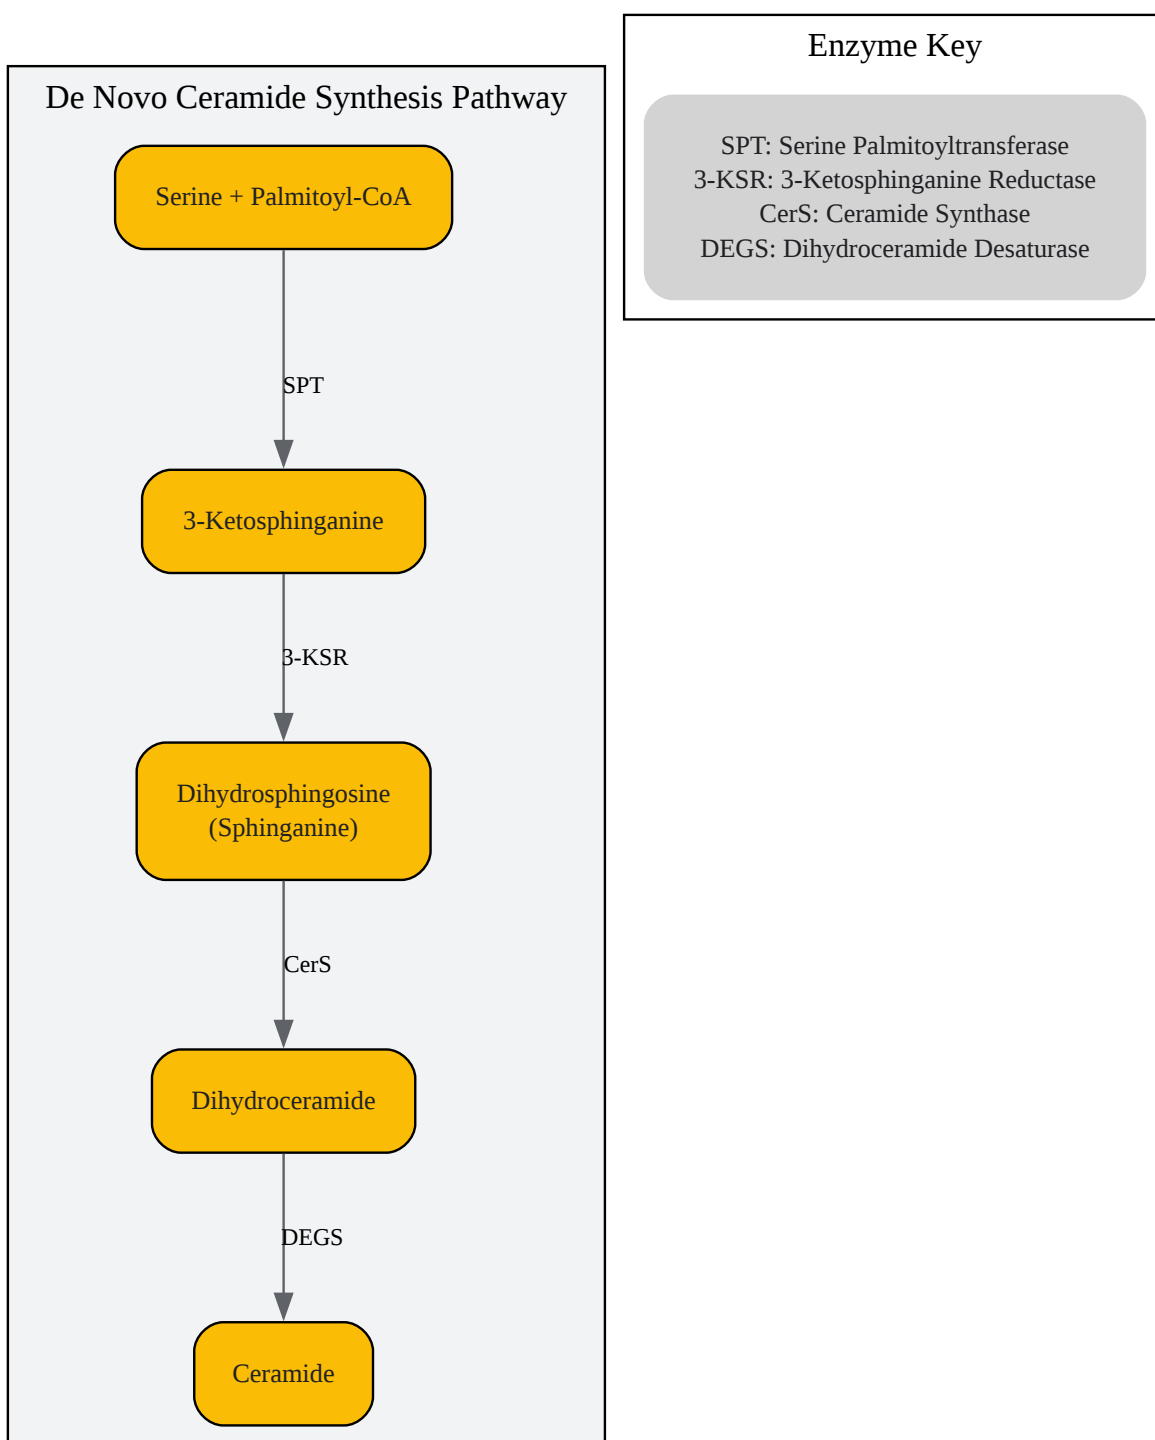 De Novo Ceramide Synthesis Pathway
Serine + Palmitoyl-CoA
SPT
3-Ketosphinganine
3-KSR
Dihydrosphingosine
(Sphinganine)
CerS
Dihydroceramide
DEGS
Ceramide
Enzyme Key
SPT: Serine Palmitoyltransferase
3-KSR: 3-Ketosphinganine Reductase
CerS: Ceramide Synthase
DEGS: Dihydroceramide Desaturase